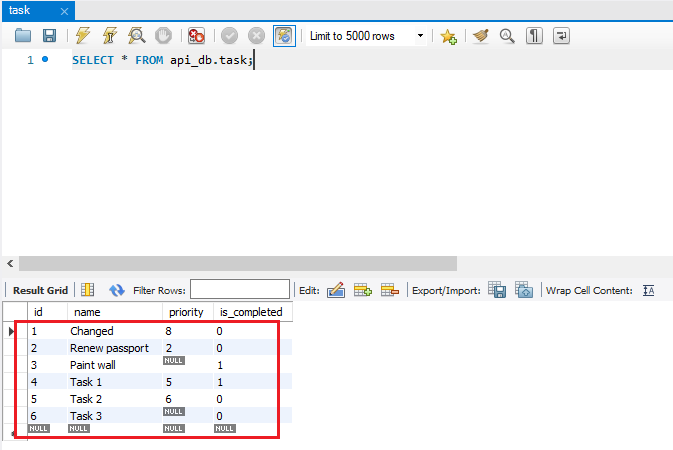 task ×
Limit to 5000 rows
1 SELECT * FROM api_db.task;
Result Grid Filter Rows: Edit: Export/Import: Wrap Cell Content:
id name priority is_completed
1 Changed 8 0
2 Renew passport 2 0
3 Paint wall NULL 1
4 Task 1 5 1
5 Task 2 6 0
6 Task 3 NULL 0
NULL NULL NULL NULL